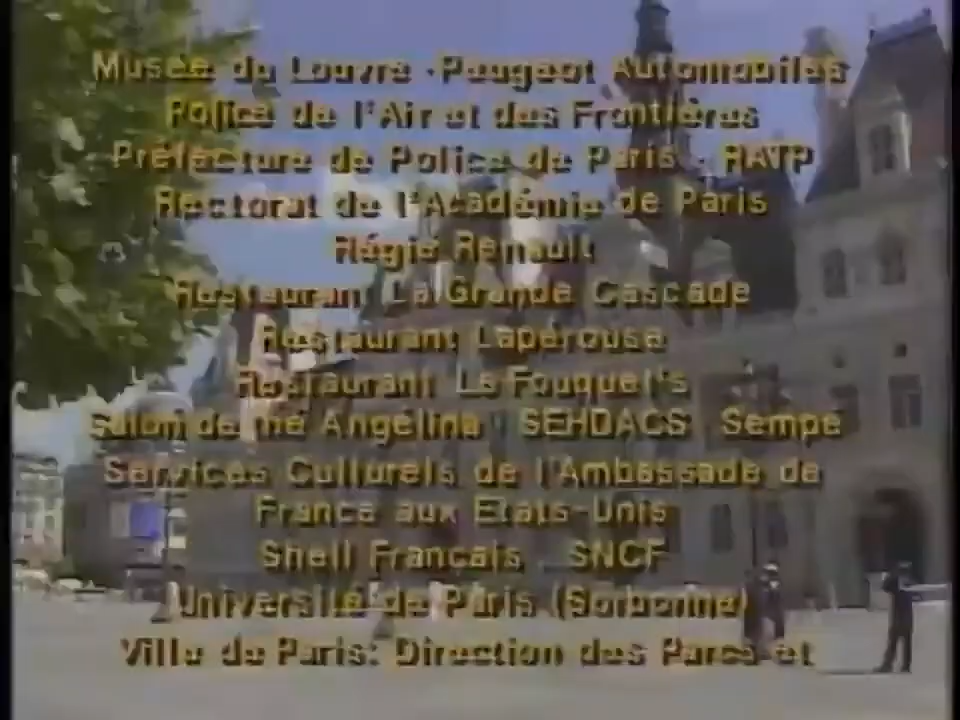 Musée du Louvre · Peugeot Automobiles
Police de l'Air et des Frontières
Préfecture de Police de Paris · RATP
Rectorat de l'Académie de Paris
Régie Renault
Restaurant La Grande Cascade
Restaurant Lapérouse
Restaurant Le Fouquet's
Salon de thé Angélina · SEHDACS · Sempé
Services Culturels de l'Ambassade de
France aux Etats-Unis
Shell Français · SNCF
Université de Paris (Sorbonne)
Ville de Paris: Direction des Parcs et